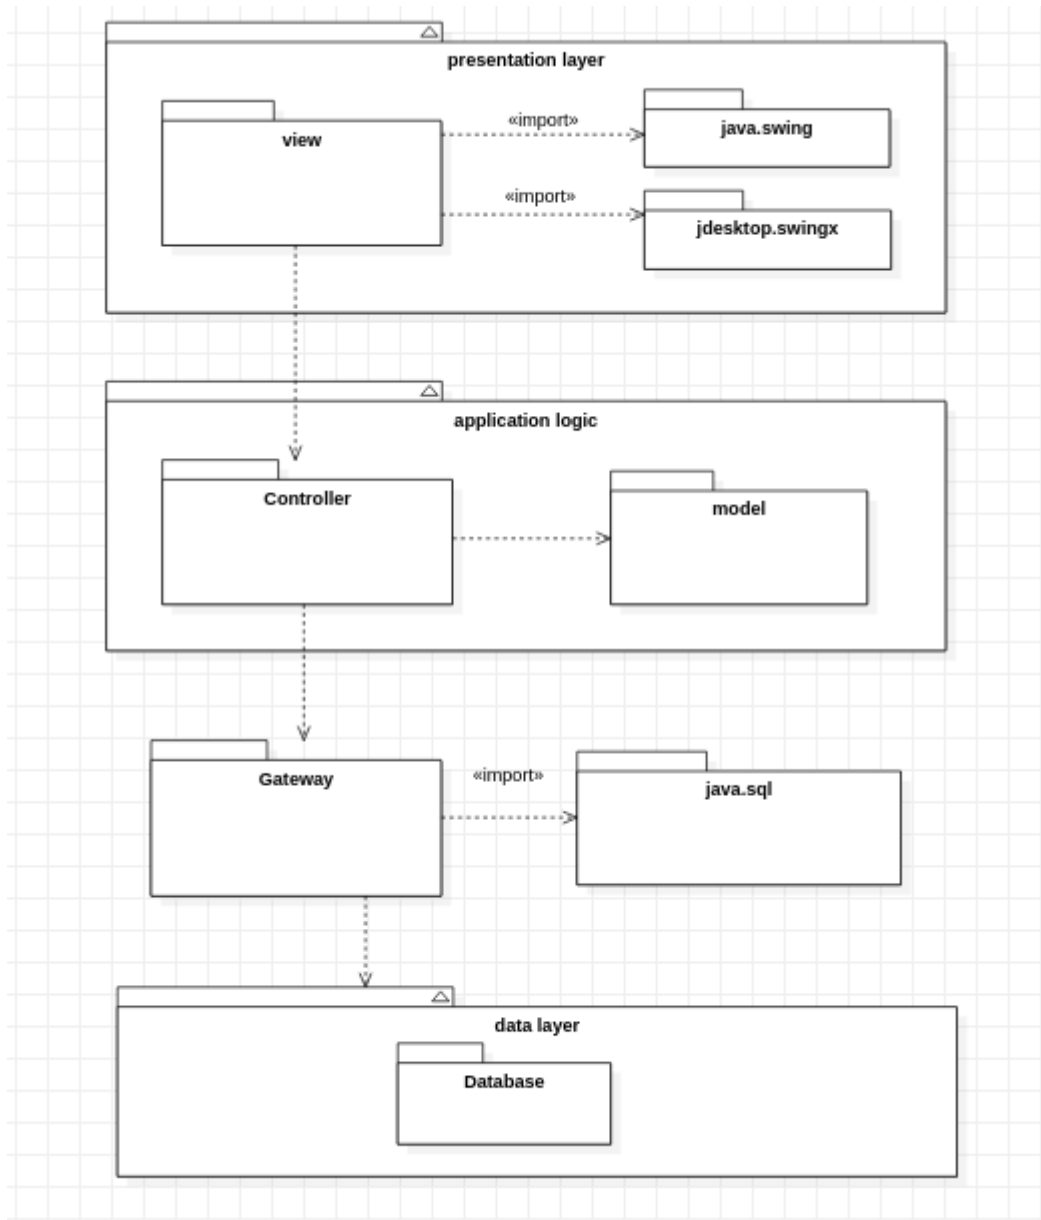 presentation layer
view
«import»
java.swing
«import»
jdesktop.swingx
application logic
Controller
model
Gateway
«import»
java.sql
data layer
Database